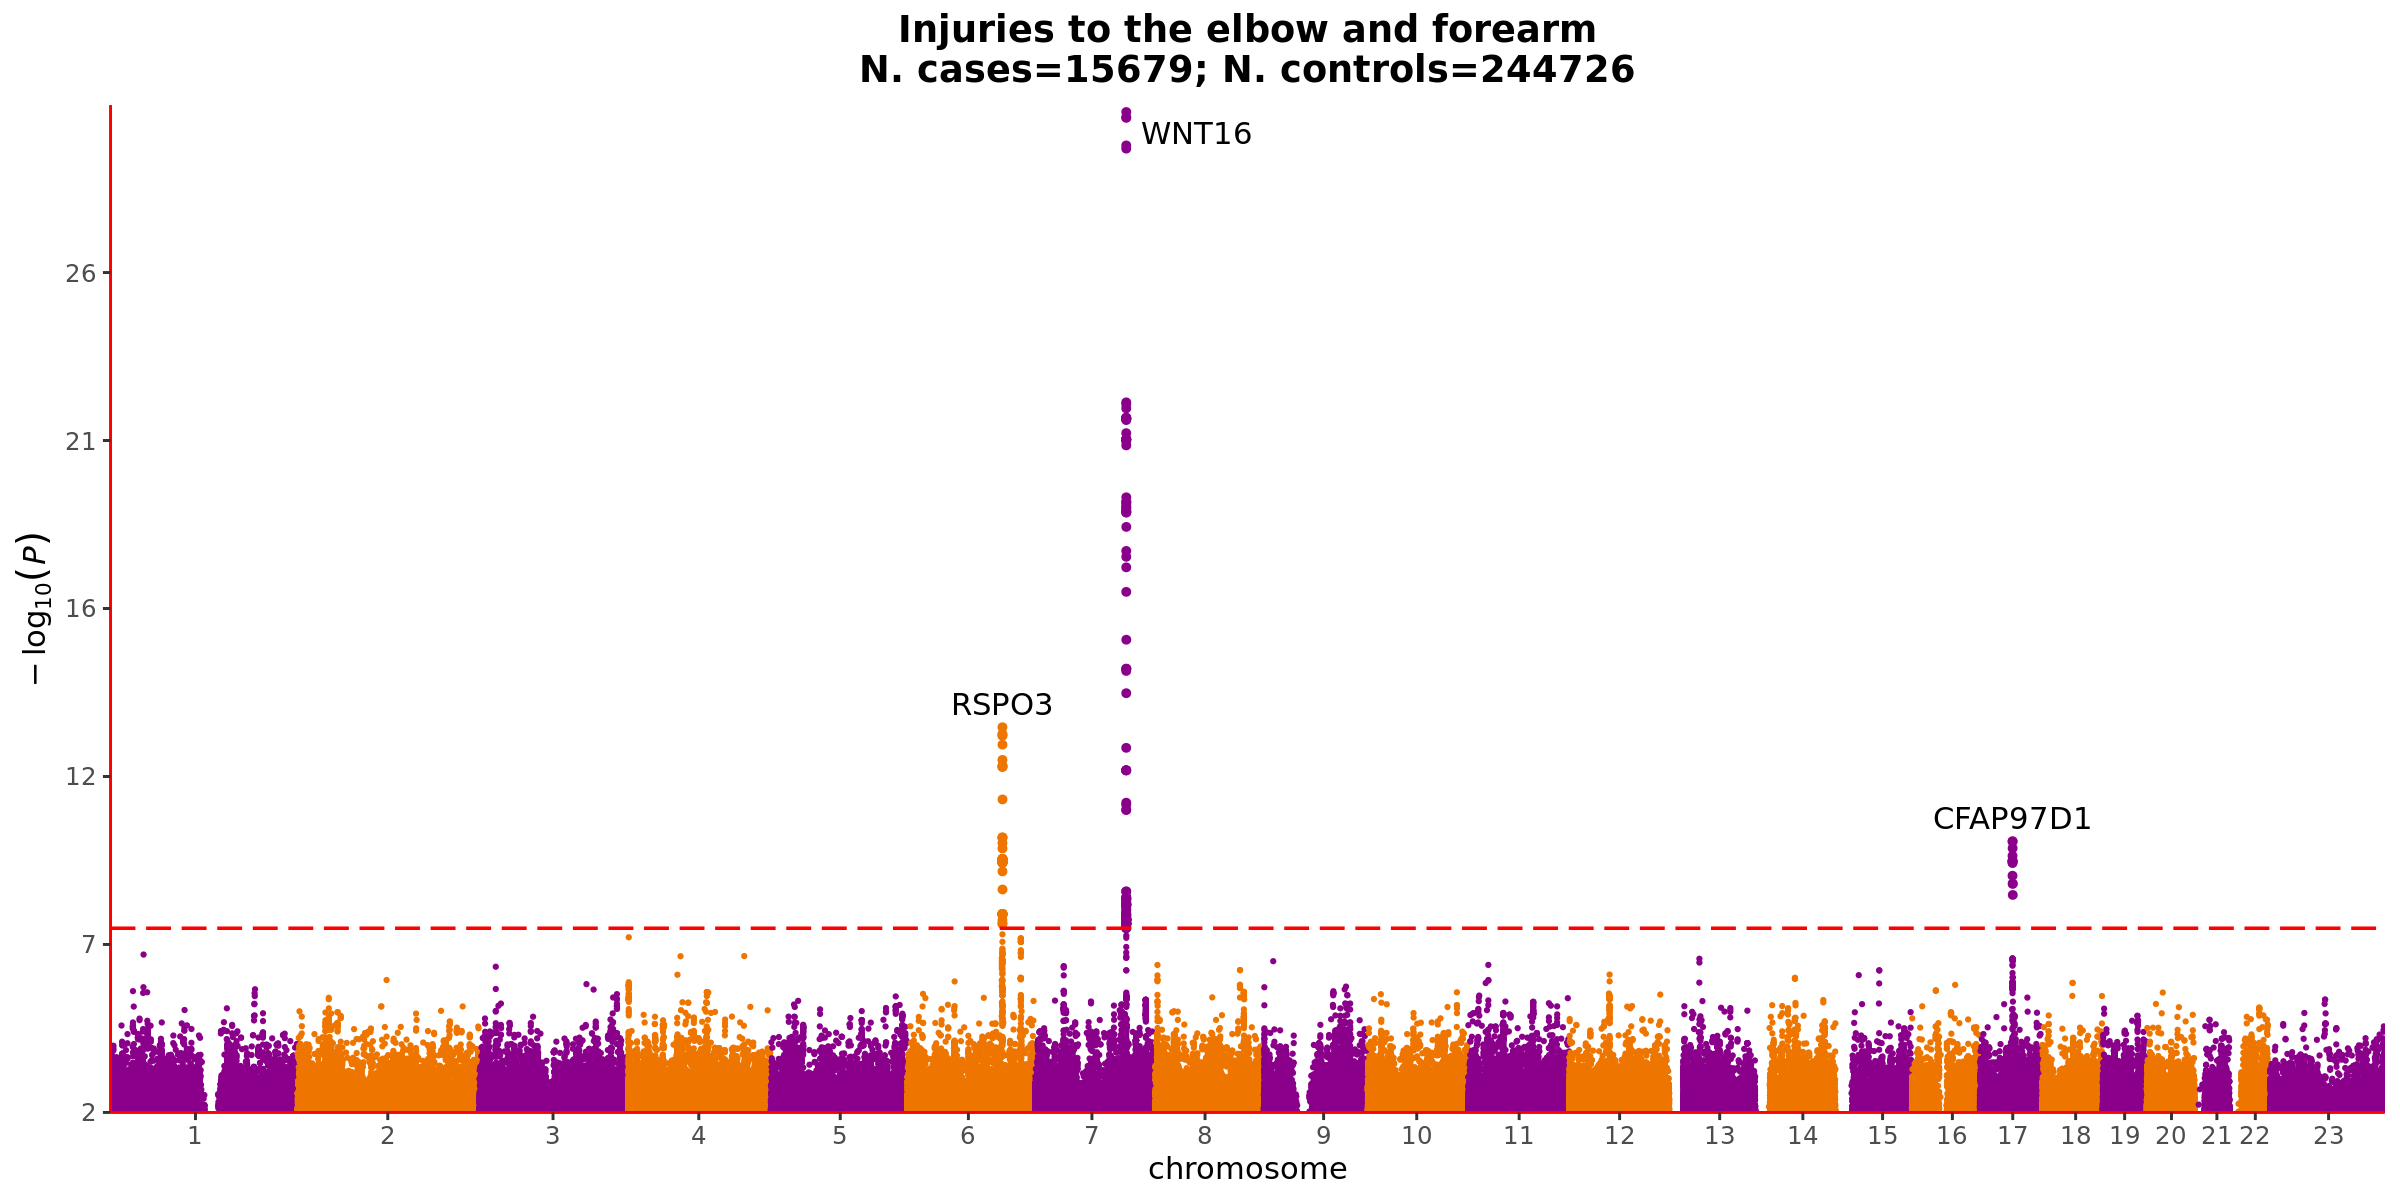 Injuries to the elbow and forearm
N. cases=15679; N. controls=244726
WNT16
RSPO3
CFAP97D1
26
21
16
12
7
2
−log10(P)
1 2 3 4 5 6 7 8 9 10 11 12 13 14 15 16 17 18 19 20 21 22 23
chromosome